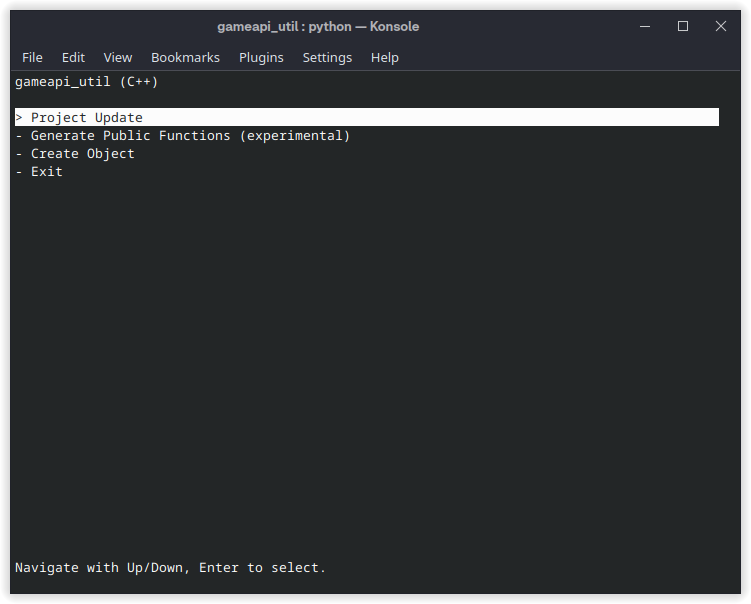 gameapi_util : python — Konsole
File Edit View Bookmarks Plugins Settings Help
gameapi_util (C++)
> Project Update
- Generate Public Functions (experimental)
- Create Object
- Exit
Navigate with Up/Down, Enter to select.